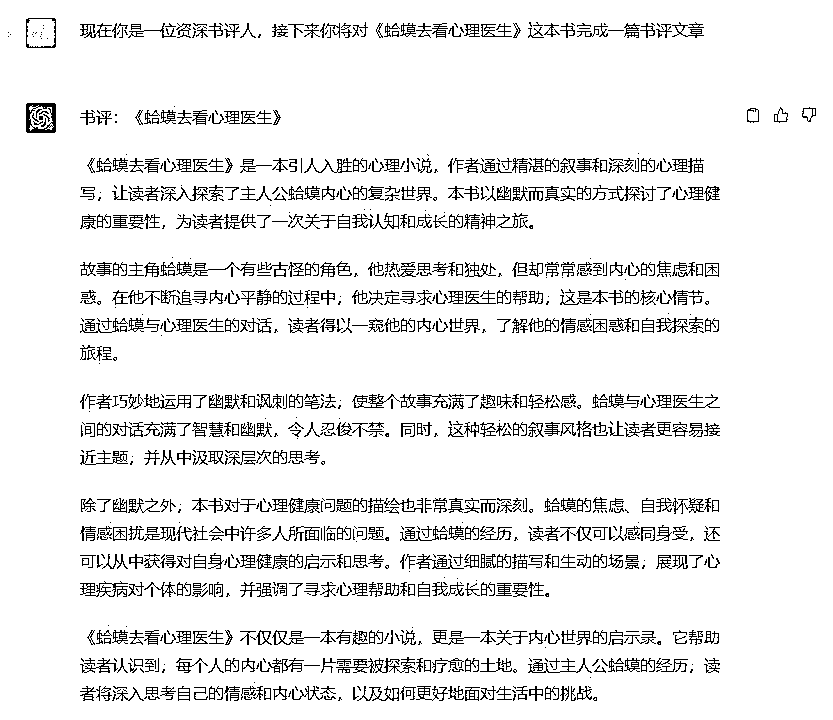 现在你是一位资深书评人，接下来你将对《蛤蟆去看心理医生》这本书完成一篇书评文章
书评：《蛤蟆去看心理医生》
《蛤蟆去看心理医生》是一本引人入胜的心理小说，作者通过精湛的叙事和深刻的心理描
写，让读者深入探索了主人公蛤蟆内心的复杂世界。本书以幽默而真实的方式探讨了心理健
康的重要性，为读者提供了一次关于自我认知和成长的精神之旅。
故事的主角蛤蟆是一个有些古怪的角色，他热爱思考和独处，但却常常感到内心的焦虑和困
惑。在他不断追寻内心平静的过程中，他决定寻求心理医生的帮助，这是本书的核心情节。
通过蛤蟆与心理医生的对话，读者得以一窥他的内心世界，了解他的情感困惑和自我探索的
旅程。
作者巧妙地运用了幽默和讽刺的笔法，使整个故事充满了趣味和轻松感。蛤蟆与心理医生之
间的对话充满了智慧和幽默，令人忍俊不禁。同时，这种轻松的叙事风格也让读者更容易接
近主题，并从中汲取深层次的思考。
除了幽默之外，本书对于心理健康问题的描绘也非常真实而深刻。蛤蟆的焦虑、自我怀疑和
情感困扰是现代社会中许多人所面临的问题。通过蛤蟆的经历，读者不仅可以感同身受，还
可以从中获得对自身心理健康的启示和思考。作者通过细腻的描写和生动的场景，展现了心
理疾病对个体的影响，并强调了寻求心理帮助和自我成长的重要性。
《蛤蟆去看心理医生》不仅仅是一本有趣的小说，更是一本关于内心世界的启示录。它帮助
读者认识到，每个人的内心都有一片需要被探索和疗愈的土地。通过主人公蛤蟆的经历，读
者将深入思考自己的情感和内心状态，以及如何更好地面对生活中的挑战。